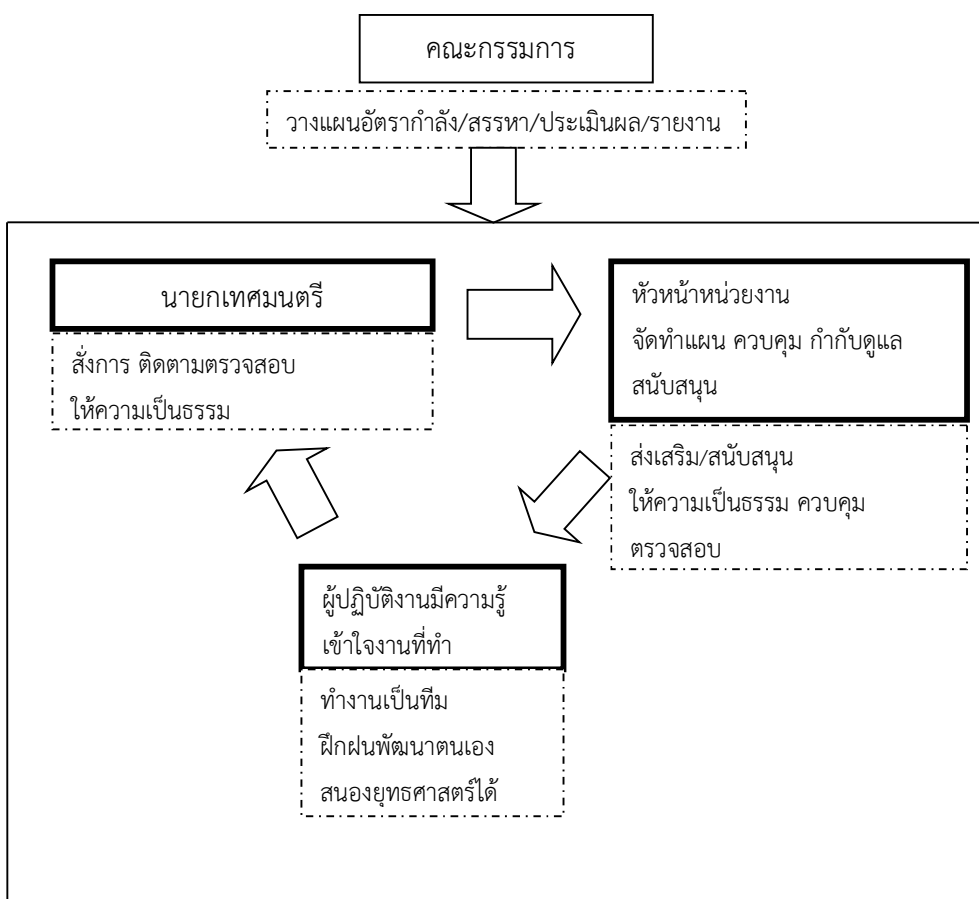 คณะกรรมการ
วางแผนอัตรากำลัง/สรรหา/ประเมินผล/รายงาน
นายกเทศมนตรี
สั่งการ ติดตามตรวจสอบ
ให้ความเป็นธรรม
หัวหน้าหน่วยงาน
จัดทำแผน ควบคุม กำกับดูแล
สนับสนุน
ส่งเสริม/สนับสนุน
ให้ความเป็นธรรม ควบคุม
ตรวจสอบ
ผู้ปฏิบัติงานมีความรู้
เข้าใจงานที่ทำ
ทำงานเป็นทีม
ฝึกฝนพัฒนาตนเอง
สนองยุทธศาสตร์ได้